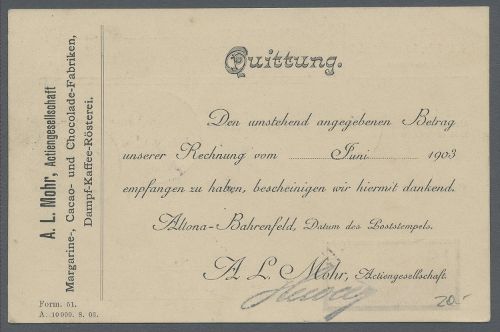 Quittung.
Den umstehend angegebenen Betrag
unserer Rechnung vom Juni 1903
empfangen zu haben, bescheinigen wir hiermit dankend.
Altona-Bahrenfeld, Datum des Poststempels.
A. L. Mohr, Actiengesellschaft.
20.-
A. L. Mohr, Actiengesellschaft
Margarine-, Cacao- und Chocolade-Fabriken,
Dampf-Kaffee-Rösterei.
Form. 51.
A. 10000. 8. 02.